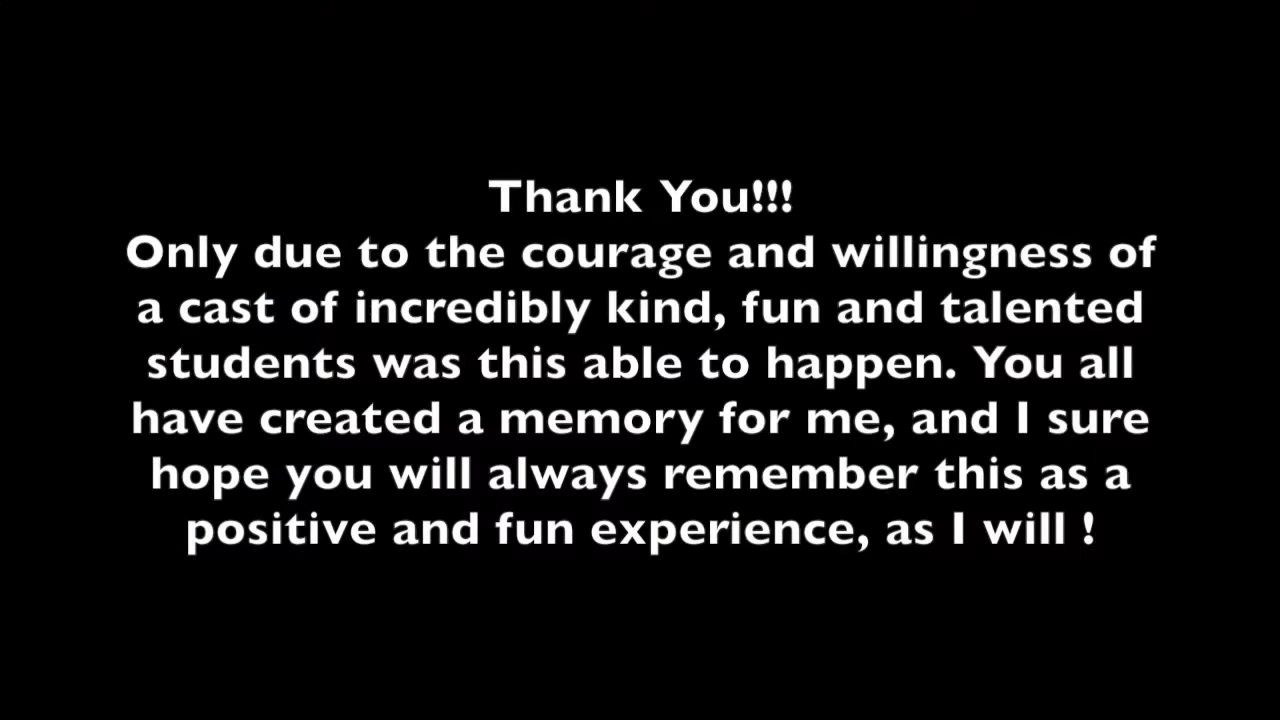 Thank You!!!
Only due to the courage and willingness of
a cast of incredibly kind, fun and talented
students was this able to happen. You all
have created a memory for me, and I sure
hope you will always remember this as a
positive and fun experience, as I will !